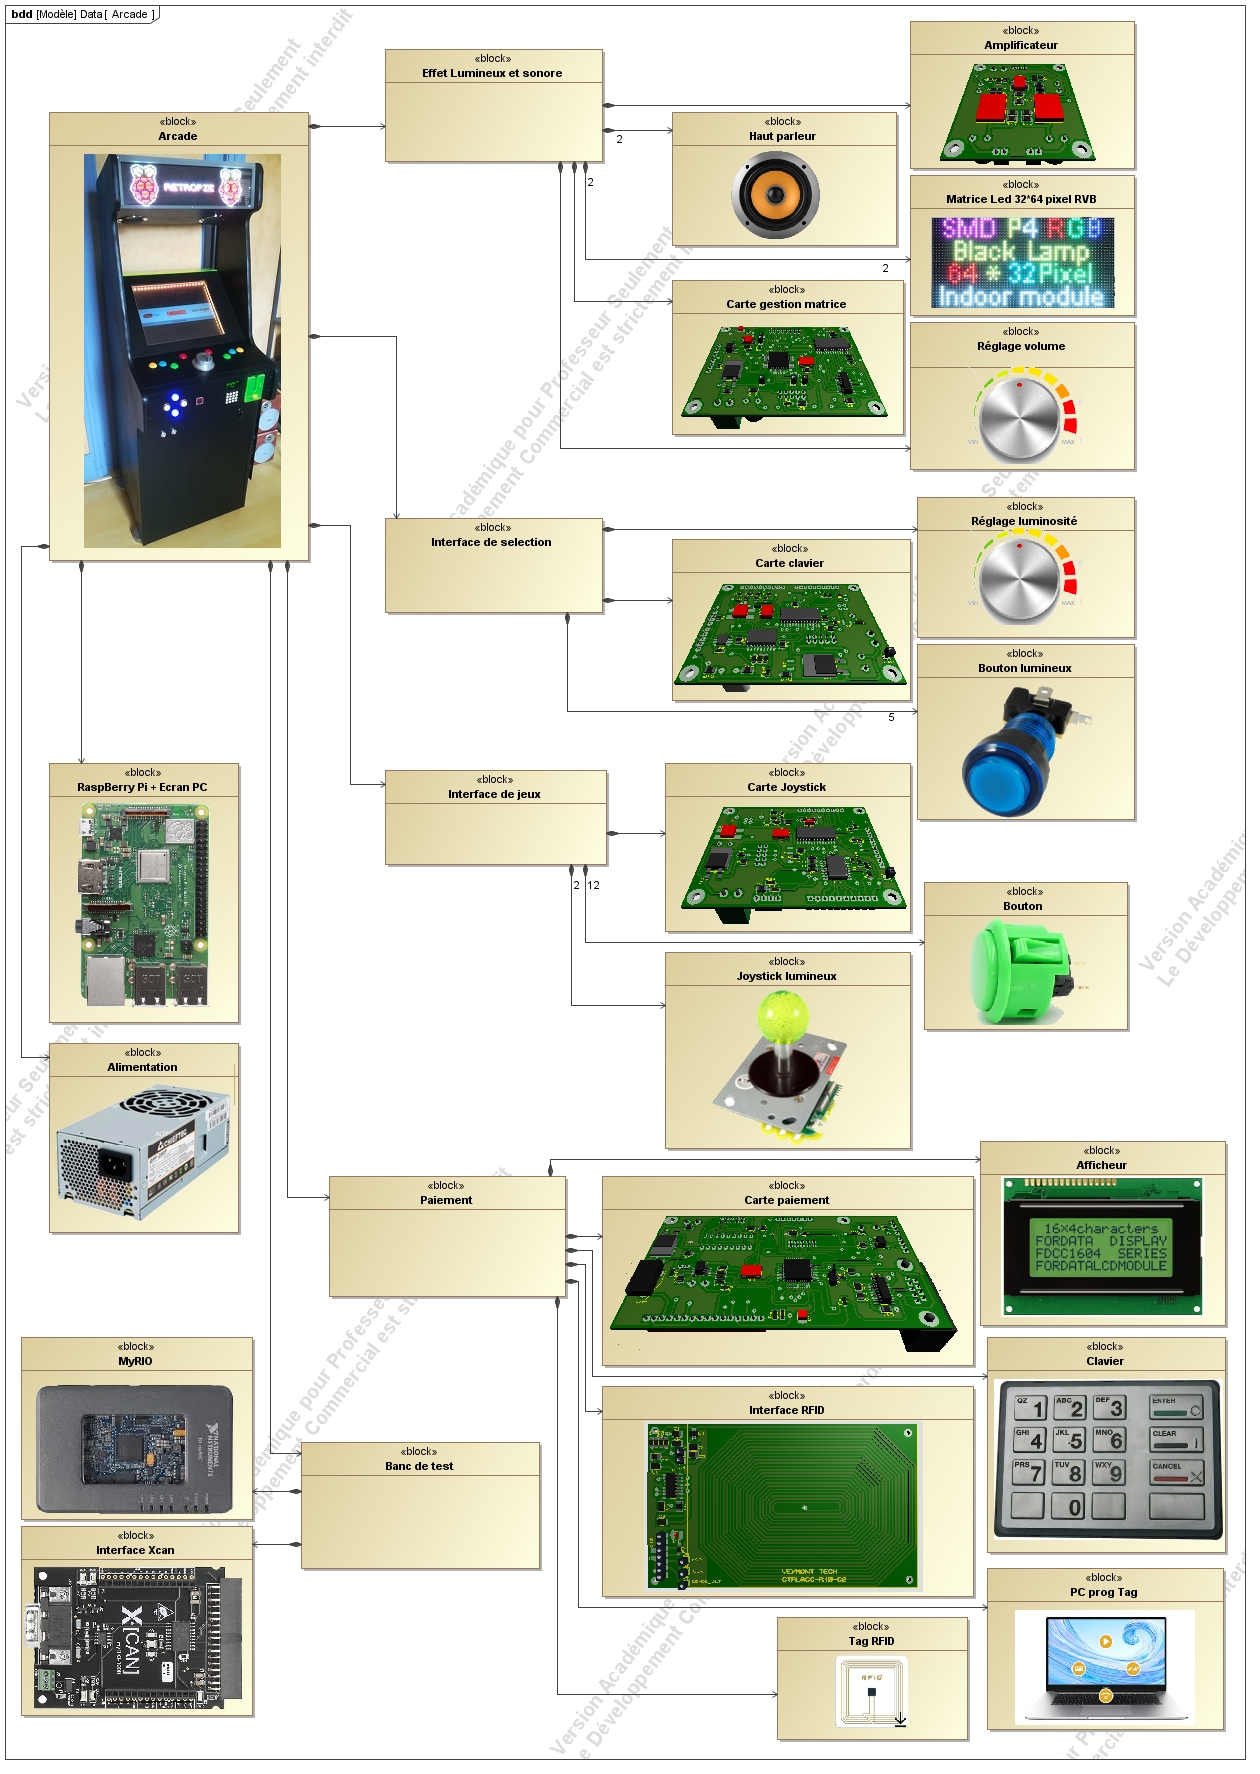 bdd [Modèle] Data [ Arcade ]
«block»
Arcade
RETROPIE
«block»
Effet Lumineux et sonore
«block»
Amplificateur
«block»
Haut parleur
2
2
«block»
Matrice Led 32*64 pixel RVB
SMD P4 RGB
Black Lamp
64 * 32Pixel
Indoor module
2
«block»
Carte gestion matrice
«block»
Réglage volume
MIN
MAX
«block»
Interface de selection
«block»
Réglage luminosité
MIN
MAX
«block»
Carte clavier
«block»
Bouton lumineux
5
«block»
RaspBerry Pi + Ecran PC
«block»
Interface de jeux
2
12
«block»
Carte Joystick
«block»
Bouton
«block»
Joystick lumineux
«block»
Alimentation
CHIEFTEC
«block»
Paiement
«block»
Carte paiement
«block»
Afficheur
16×4characters
FORDATA DISPLAY
FDCC1604 SERIES
FORDATALCDMODULE
«block»
MyRIO
NATIONAL
INSTRUMENTS
«block»
Clavier
QZ 1
ABC 2
DEF 3
ENTER
GHI 4
JKL 5
MNO 6
CLEAR
PRS 7
TUV 8
WXY 9
CANCEL
0
«block»
Interface RFID
VERMONT TECH
«block»
Banc de test
«block»
Interface Xcan
X-[CAN]
«block»
PC prog Tag
«block»
Tag RFID
RFID
Version Académique pour Professeur Seulement
Le Développement Commercial est strictement interdit